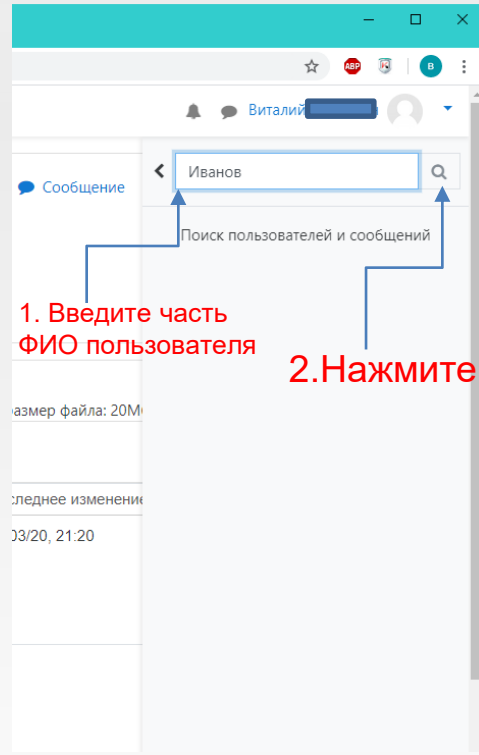 ABP
В
Виталий
Сообщение
Иванов
Поиск пользователей и сообщений
1. Введите часть
ФИО пользователя
2.Нажмите
азмер файла: 20М
следнее изменение
03/20, 21:20